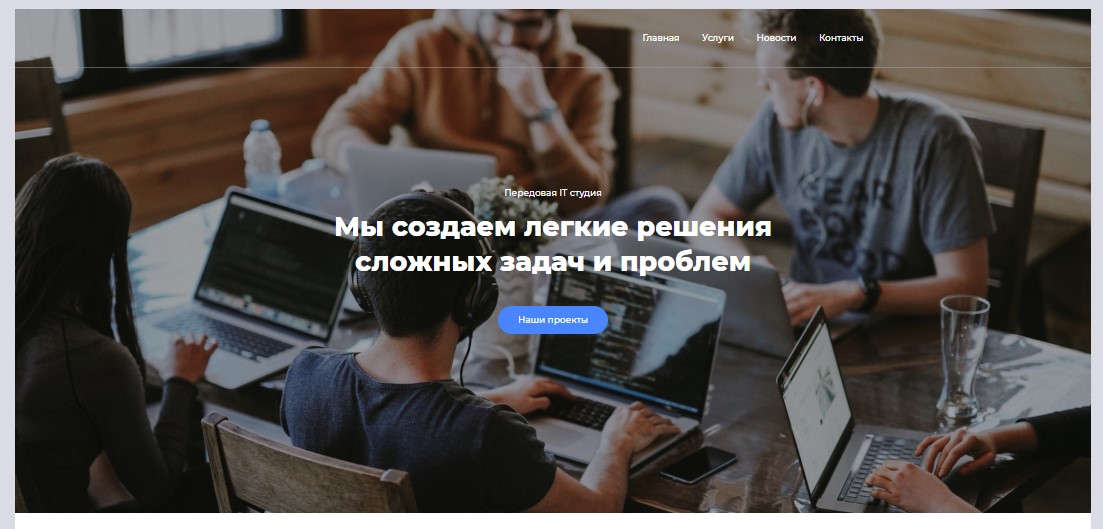 Главная Услуги Новости Контакты
Передовая IT студия
Мы создаем легкие решения
сложных задач и проблем
Наши проекты